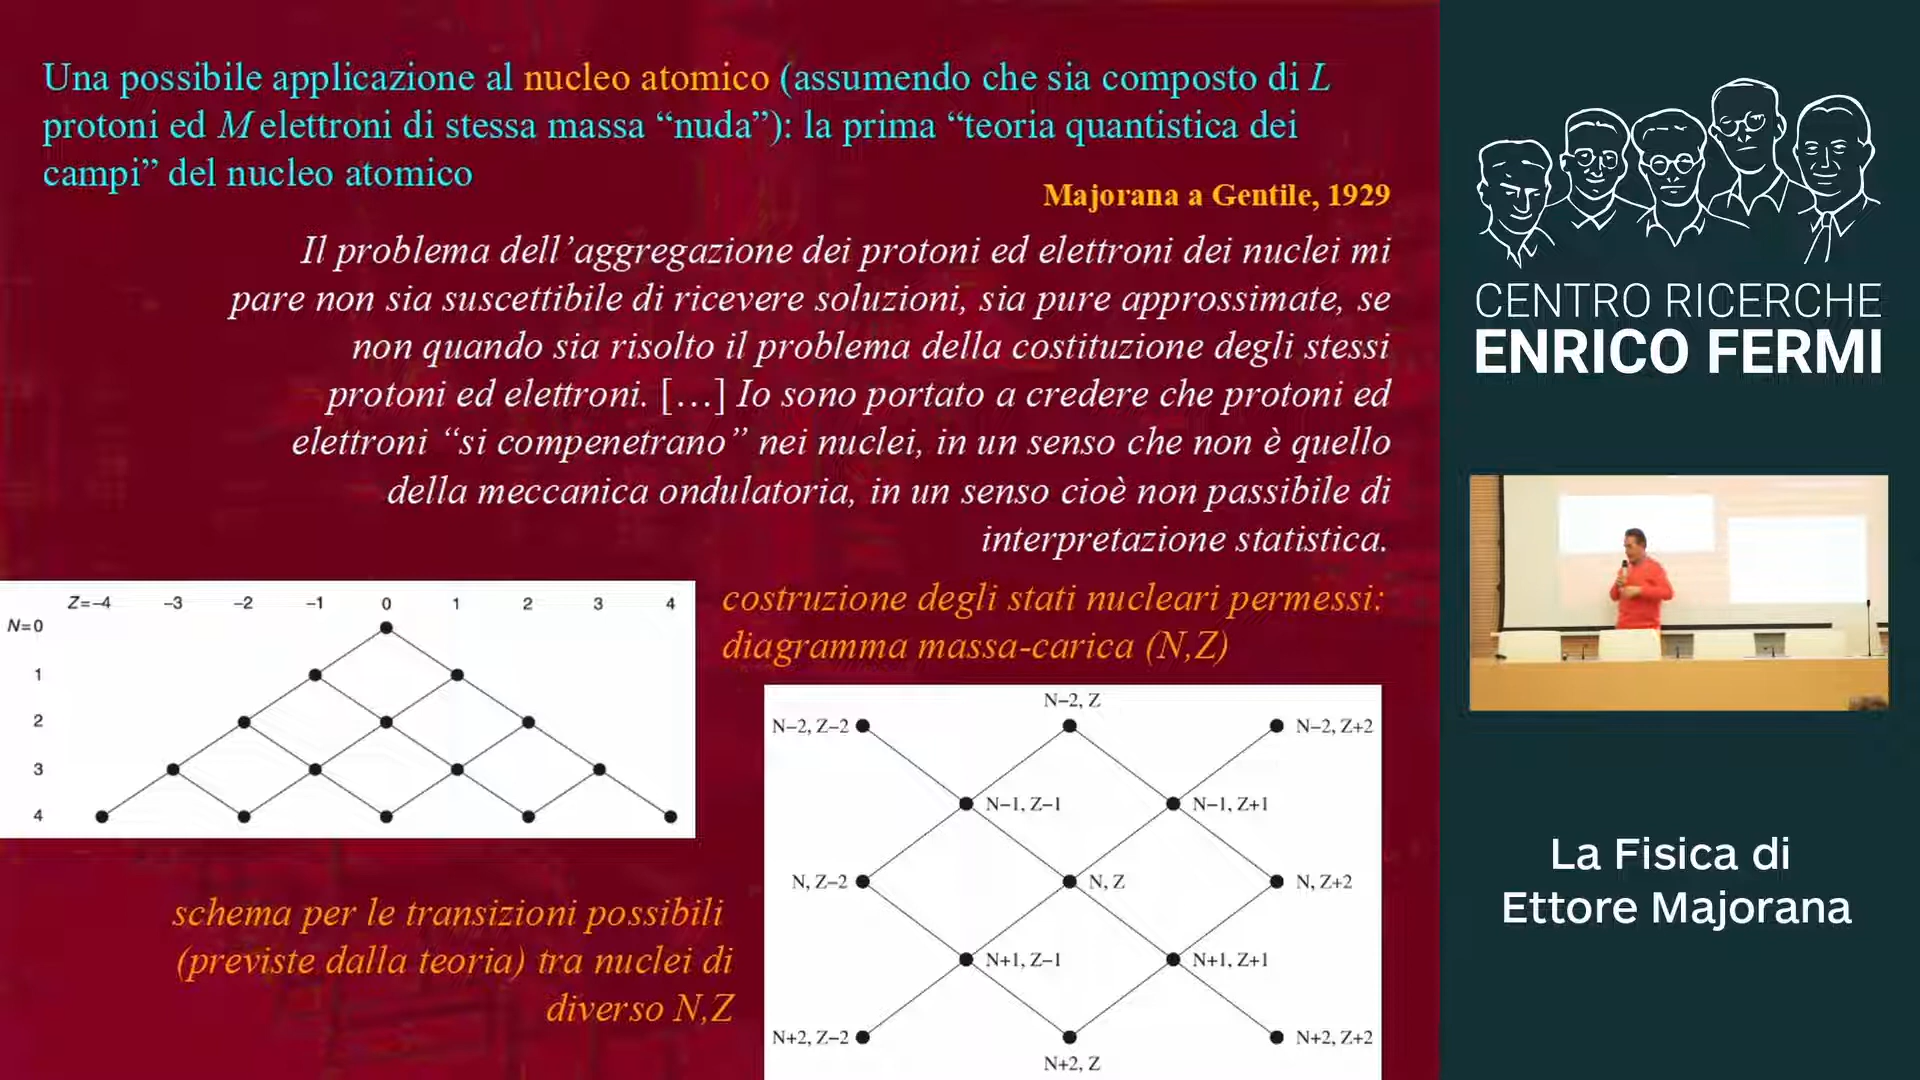 Una possibile applicazione al nucleo atomico (assumendo che sia composto di L
protoni ed M elettroni di stessa massa “nuda”): la prima “teoria quantistica dei
campi” del nucleo atomico
Majorana a Gentile, 1929
Il problema dell’aggregazione dei protoni ed elettroni dei nuclei mi
pare non sia suscettibile di ricevere soluzioni, sia pure approssimate, se
non quando sia risolto il problema della costituzione degli stessi
protoni ed elettroni. […] Io sono portato a credere che protoni ed
elettroni “si compenetrano” nei nuclei, in un senso che non è quello
della meccanica ondulatoria, in un senso cioè non passibile di
interpretazione statistica.
Z=−4 −3 −2 −1 0 1 2 3 4
N=0
1
2
3
4
costruzione degli stati nucleari permessi:
diagramma massa-carica (N,Z)
schema per le transizioni possibili
(previste dalla teoria) tra nuclei di
diverso N,Z
N−2, Z
N−2, Z−2 N−2, Z+2
N−1, Z−1 N−1, Z+1
N, Z−2 N, Z N, Z+2
N+1, Z−1 N+1, Z+1
N+2, Z−2 N+2, Z+2
N+2, Z
CENTRO RICERCHE
ENRICO FERMI
La Fisica di
Ettore Majorana